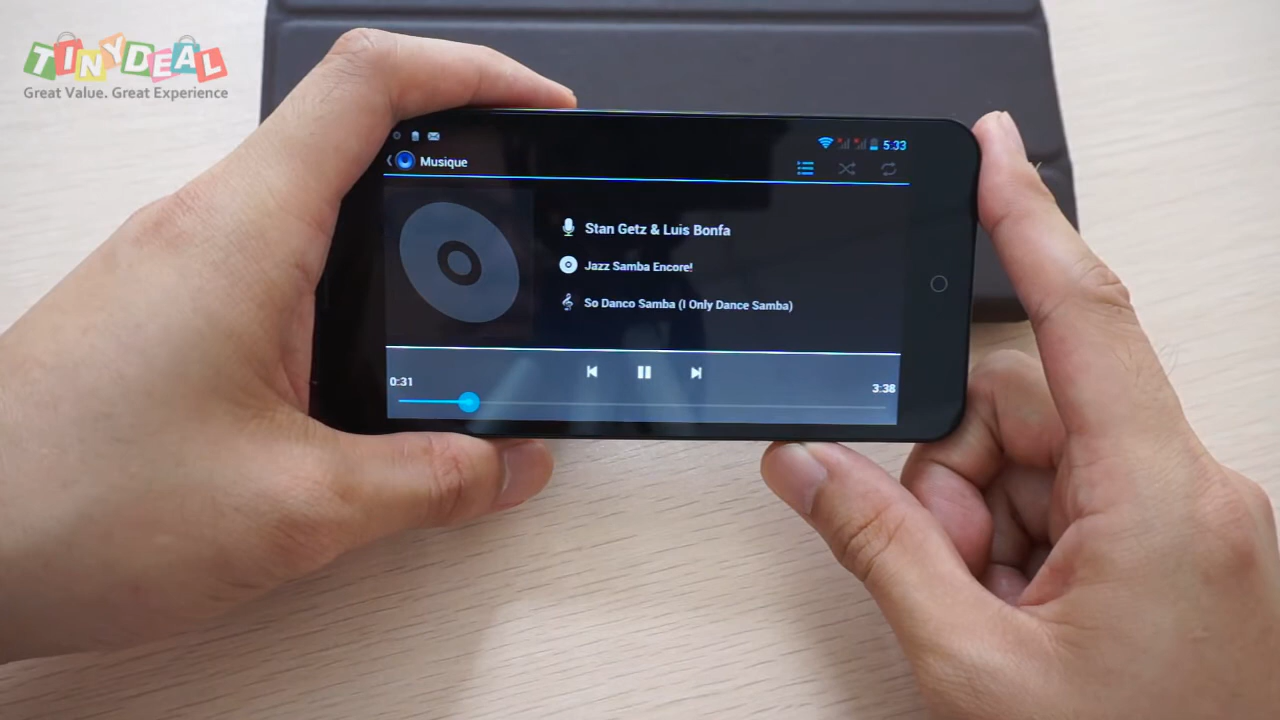 TINYDEAL
Great Value. Great Experience
5:33
Musique
Stan Getz & Luis Bonfa
Jazz Samba Encore!
So Danco Samba (I Only Dance Samba)
0:31
3:38